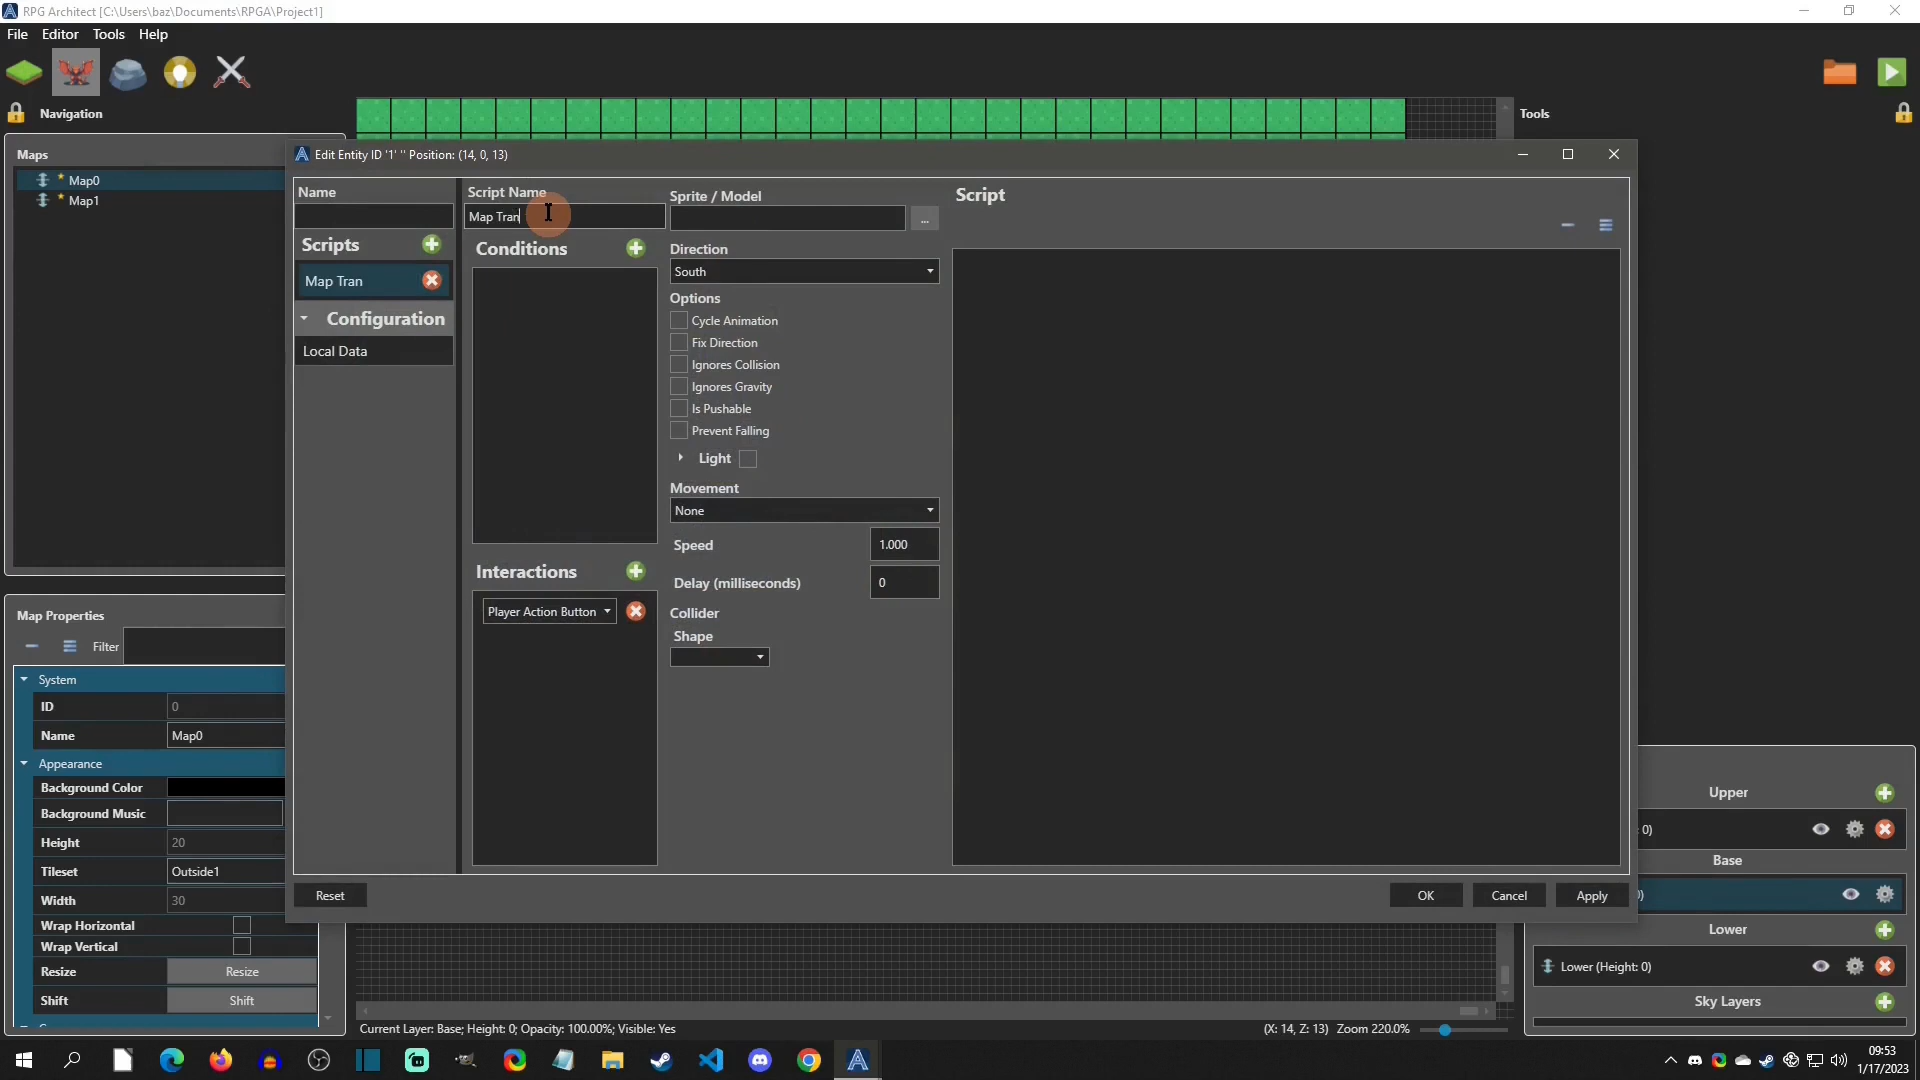 RPG Architect [C:\Users\baz\Documents\RPGA\Project1]
File Editor Tools Help
Navigation
Tools
Maps
Map0
Map1
Edit Entity ID '1' '' Position: (14, 0, 13)
Name
Scripts
Map Tran
Configuration
Local Data
Script Name
Map Tran
Conditions
Interactions
Player Action Button
Sprite / Model
...
Direction
South
Options
Cycle Animation
Fix Direction
Ignores Collision
Ignores Gravity
Is Pushable
Prevent Falling
Light
Movement
None
Speed 1.000
Delay (milliseconds) 0
Collider
Shape
Script
Reset
OK Cancel Apply
Map Properties
Filter
System
ID 0
Name Map0
Appearance
Background Color
Background Music
Height 20
Tileset Outside1
Width 30
Wrap Horizontal
Wrap Vertical
Resize Resize
Shift Shift
Upper
: 0)
Base
Lower
Lower (Height: 0)
Sky Layers
Current Layer: Base; Height: 0; Opacity: 100.00%; Visible: Yes
(X: 14, Z: 13) Zoom 220.0%
09:53
1/17/2023